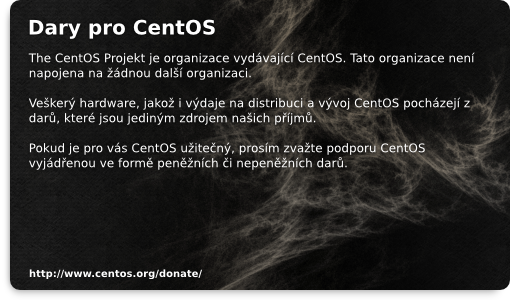 Dary pro CentOS
The CentOS Projekt je organizace vydávající CentOS. Tato organizace není
napojena na žádnou další organizaci.
Veškerý hardware, jakož i výdaje na distribuci a vývoj CentOS pocházejí z
darů, které jsou jediným zdrojem našich příjmů.
Pokud je pro vás CentOS užitečný, prosím zvažte podporu CentOS
vyjádřenou ve formě peněžních či nepeněžních darů.
http://www.centos.org/donate/